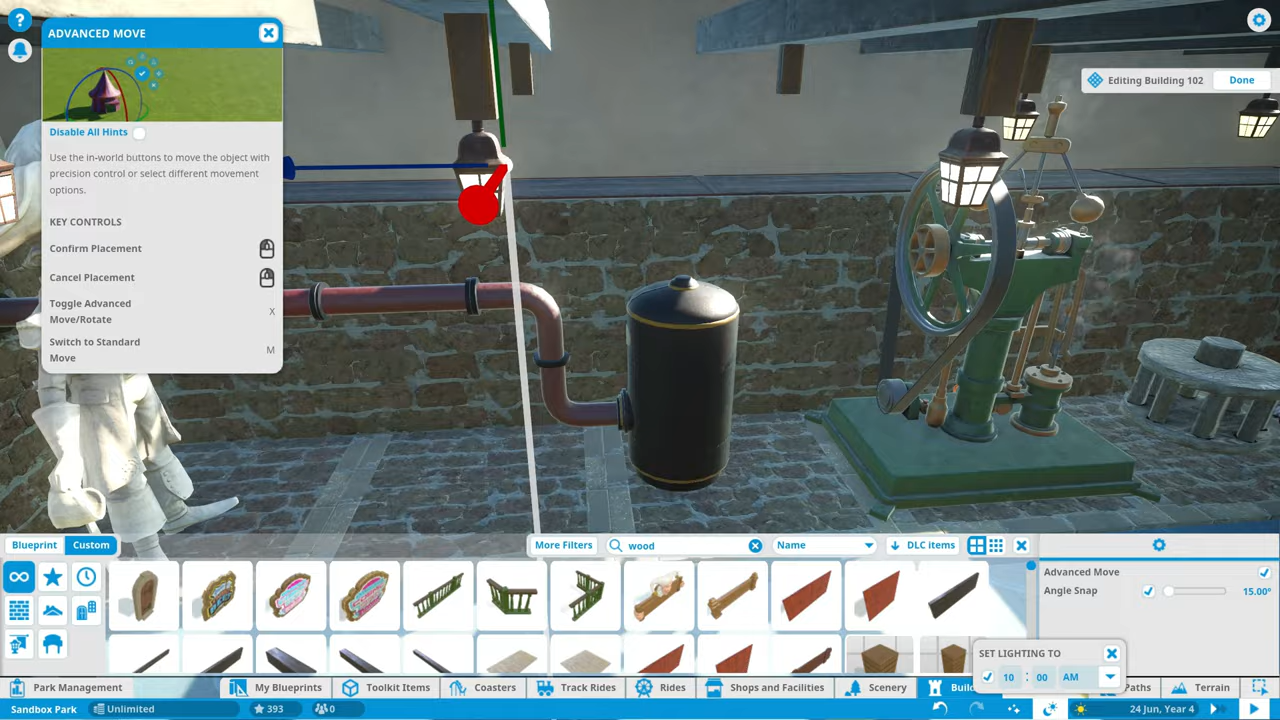 ?
ADVANCED MOVE
Disable All Hints
Use the in-world buttons to move the object with
precision control or select different movement
options.
KEY CONTROLS
Confirm Placement
Cancel Placement
Toggle Advanced
Move/Rotate
X
Switch to Standard
Move
M
Editing Building 102
Done
Blueprint
Custom
More Filters
wood
Name
DLC items
Advanced Move
Angle Snap
15.00°
SET LIGHTING TO
10 : 00 AM
Park Management
My Blueprints
Toolkit Items
Coasters
Track Rides
Rides
Shops and Facilities
Scenery
Build
Paths
Terrain
Sandbox Park
Unlimited
393
0
24 Jun, Year 4